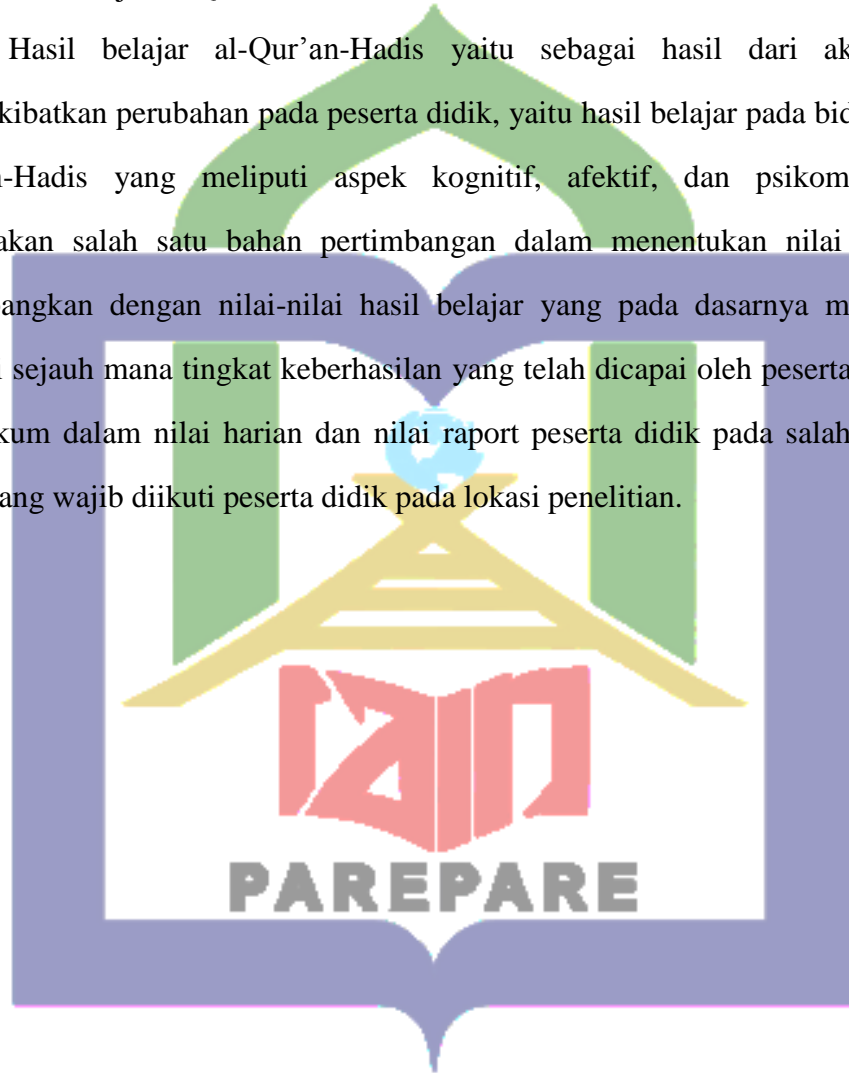 Hasil belajar al-Qur'an-Hadis yaitu sebagai hasil dari ak
kibatkan perubahan pada peserta didik, yaitu hasil belajar pada bid
n-Hadis yang meliputi aspek kognitif, afektif, dan psikom
akan salah satu bahan pertimbangan dalam menentukan nilai
angkan dengan nilai-nilai hasil belajar yang pada dasarnya m
sejauh mana tingkat keberhasilan yang telah dicapai oleh peserta
kum dalam nilai harian dan nilai raport peserta didik pada salah
ang wajib diikuti peserta didik pada lokasi penelitian.
iain
PAREPARE